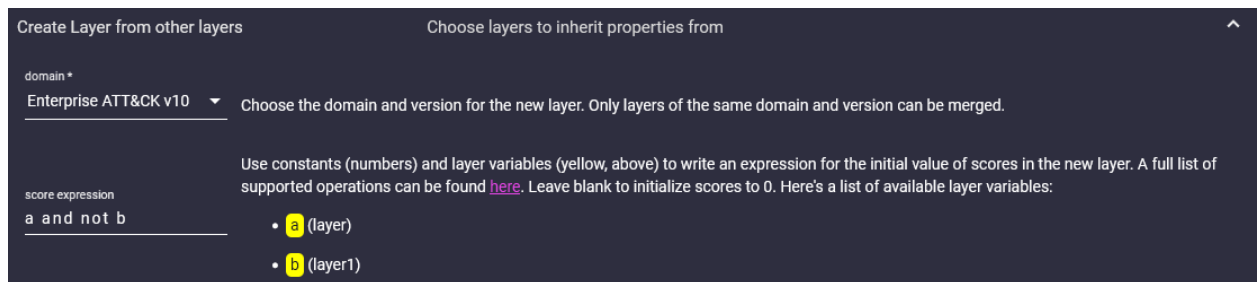 Create Layer from other layers Choose layers to inherit properties from
domain *
Enterprise ATT&CK v10 Choose the domain and version for the new layer. Only layers of the same domain and version can be merged.
Use constants (numbers) and layer variables (yellow, above) to write an expression for the initial value of scores in the new layer. A full list of
supported operations can be found here. Leave blank to initialize scores to 0. Here's a list of available layer variables:
score expression
a and not b
• a (layer)
• b (layer1)